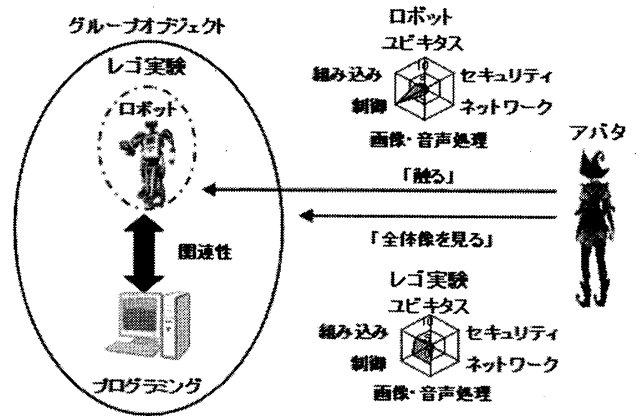 グループオブジェクト
レゴ実験
ロボット
関連性
プログラミング
ロボット
ユビキタス
組み込み
セキュリティ
制御
ネットワーク
画像・音声処理
10
アバタ
「触る」
「全体像を見る」
レゴ実験
ユビキタス
10
組み込み
セキュリティ
制御
ネットワーク
画像・音声処理